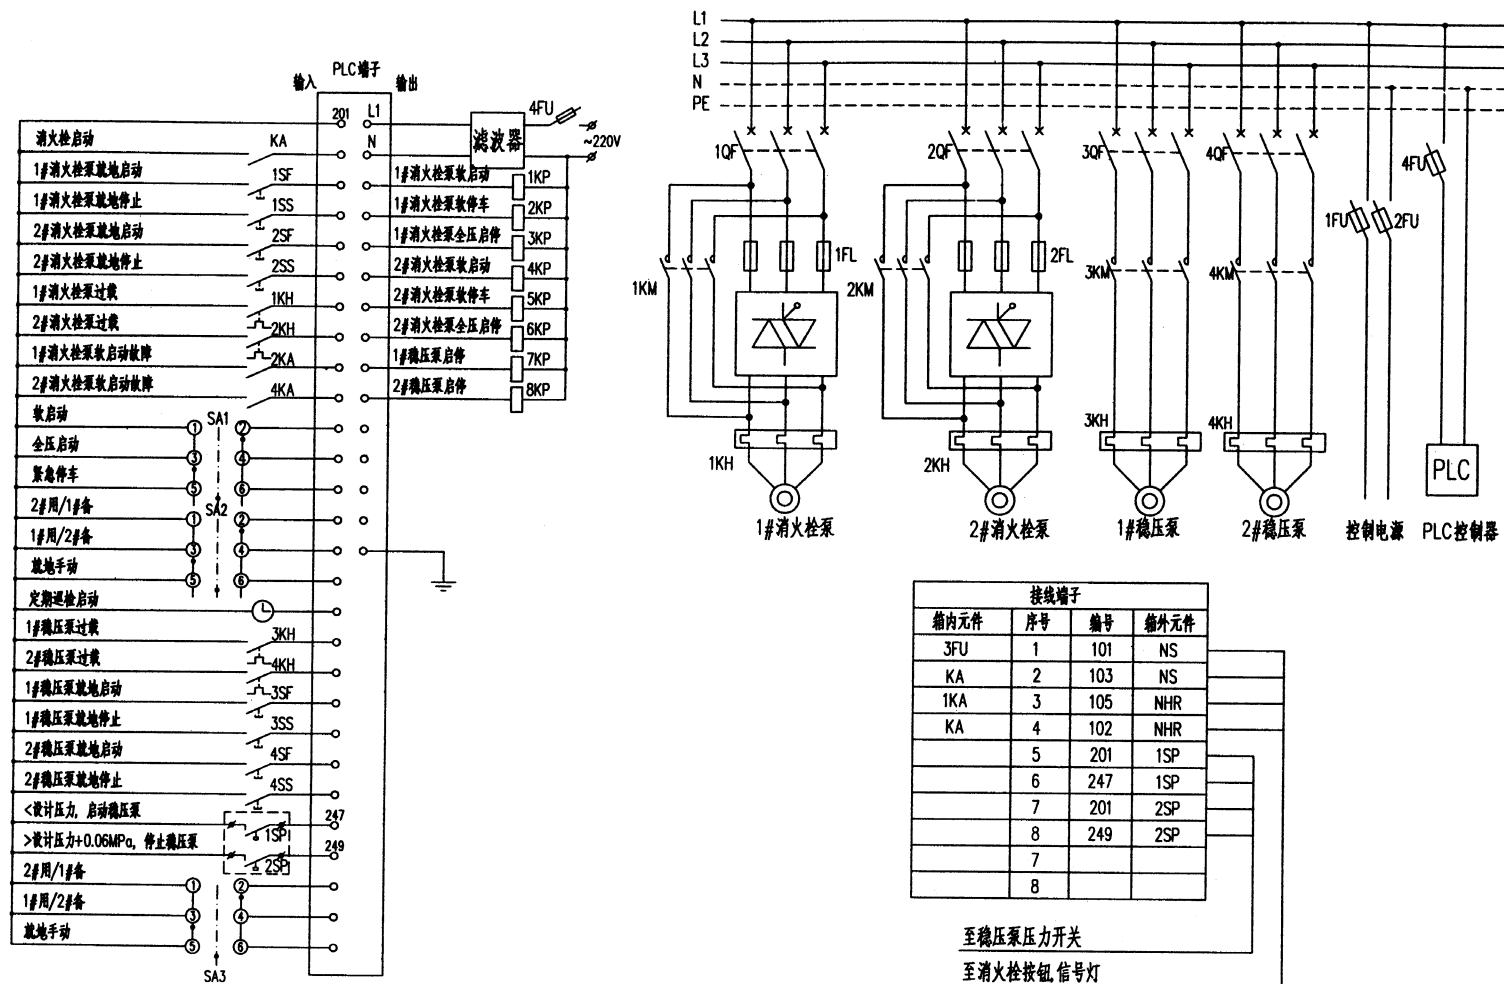 PLC端子
输入 输出
201 L1
4FU
滤波器
~220V
消火栓启动 KA N
1#消火栓泵就地启动 1SF 1#消火栓泵软启动 1KP
1#消火栓泵就地停止 1SS 1#消火栓泵软停车 2KP
2#消火栓泵就地启动 2SF 1#消火栓泵全压启停 3KP
2#消火栓泵就地停止 2SS 2#消火栓泵软启动 4KP
1#消火栓泵过载 1KH 2#消火栓泵软停车 5KP
2#消火栓泵过载 2KH 2#消火栓泵全压启停 6KP
1#消火栓泵软启动故障 2KA 1#稳压泵启停 7KP
2#消火栓泵软启动故障 4KA 2#稳压泵启停 8KP
软启动 SA1 1 2
全压启动 3 4
紧急停车 5 6
2#用/1#备 SA2 1 2
1#用/2#备 3 4
就地手动 5 6
定期巡检启动
1#稳压泵过载 3KH
2#稳压泵过载 4KH
1#稳压泵就地启动 3SF
1#稳压泵就地停止 3SS
2#稳压泵就地启动 4SF
2#稳压泵就地停止 4SS
<设计压力, 启动稳压泵 1SP 247
>设计压力+0.06MPa, 停止稳压泵 2SP 249
2#用/1#备 1 2
1#用/2#备 3 4
就地手动 5 6
SA3
L1
L2
L3
N
PE
1QF 2QF 3QF 4QF 4FU
1FU 2FU
1FL 2FL
1KM 2KM 3KM 4KM
1KH 2KH 3KH 4KH
PLC
1#消火栓泵 2#消火栓泵 1#稳压泵 2#稳压泵 控制电源 PLC控制器
接线端子
箱内元件 序号 编号 箱外元件
3FU 1 101 NS
KA 2 103 NS
1KA 3 105 NHR
KA 4 102 NHR
5 201 1SP
6 247 1SP
7 201 2SP
8 249 2SP
7
8
至稳压泵压力开关
至消火栓按钮,信号灯